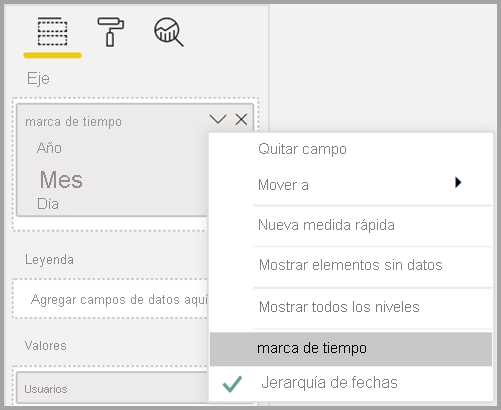 Eje
marca de tiempo
Año
Mes
Día
Leyenda
Agregar campos de datos aquí
Valores
Usuarios
Quitar campo
Mover a
Nueva medida rápida
Mostrar elementos sin datos
Mostrar todos los niveles
marca de tiempo
Jerarquía de fechas